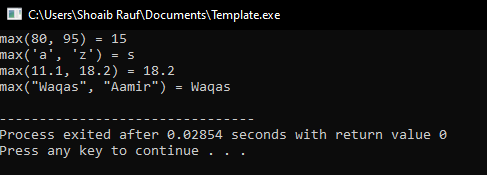 C:\Users\Shoaib Rauf\Documents\Template.exe
max(80, 95) = 15
max('a', 'z') = s
max(11.1, 18.2) = 18.2
max("Waqas", "Aamir") = Waqas
--------------------------------
Process exited after 0.02854 seconds with return value 0
Press any key to continue . . .